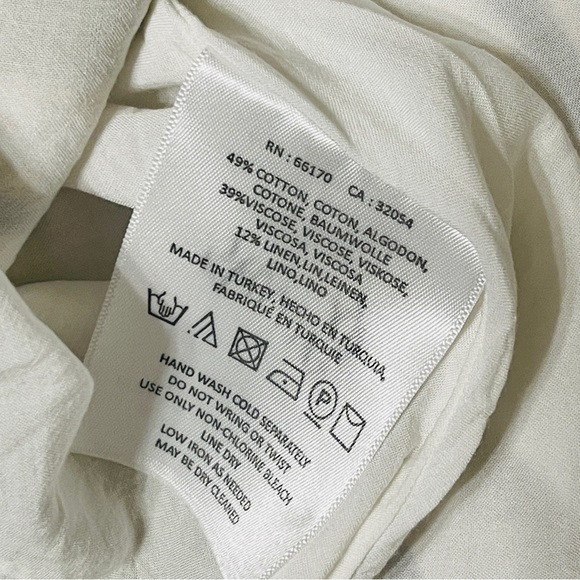 RN : 66170 CA : 32054
49% COTTON, COTON, ALGODON,
COTONE, BAUMWOLLE
39%VISCOSE, VISCOSE, VISKOSE,
VISCOSA, VISCOSA
12% LINEN,LIN,LEINEN,
LINO,LINO
MADE IN TURKEY, HECHO EN TURQUIA,
FABRIQUÉ EN TURQUIE
P
HAND WASH COLD SEPARATELY
DO NOT WRING OR TWIST
USE ONLY NON-CHLORINE BLEACH
LINE DRY
LOW IRON AS NEEDED
MAY BE DRY CLEANED